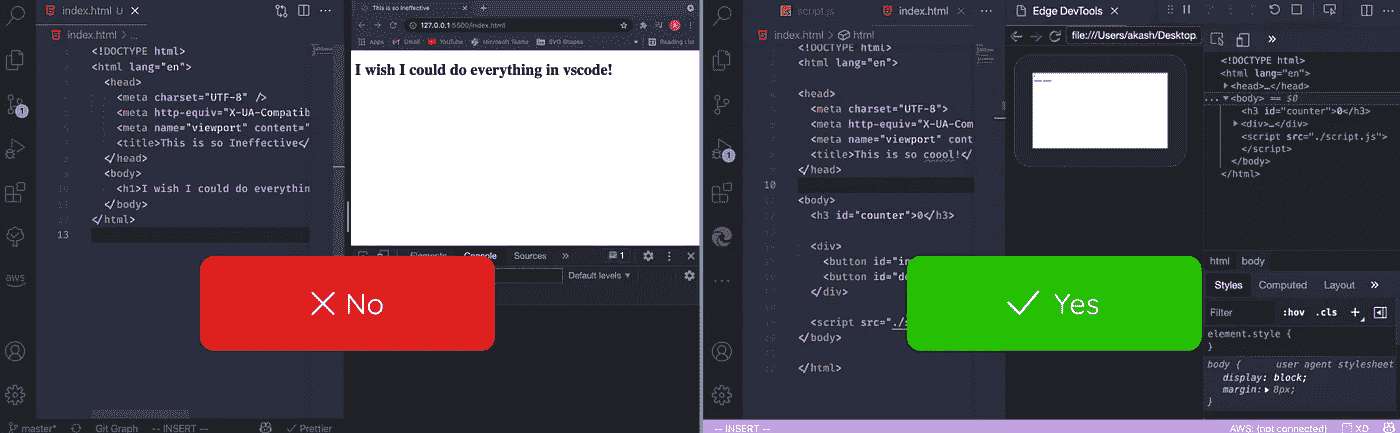 index.html U
index.html > ...
<!DOCTYPE html>
<html lang="en">
<head>
<meta charset="UTF-8" />
<meta http-equiv="X-UA-Compatib
<meta name="viewport" content="
<title>This is so Ineffective</
</head>
<body>
<h1>I wish I could do everythin
</body>
</html>
13
1
aws
master*
Git Graph
-- INSERT --
Prettier
This is so Ineffective
127.0.0.1:5500/index.html
Apps
Gmail
YouTube
Microsoft Teams
SVG Shapes
Reading List
I wish I could do everything in vscode!
Elements
Console
Sources
1
Default levels
No
script.js
index.html
index.html > html
<!DOCTYPE html>
<html lang="en">
<head>
<meta charset="UTF-8">
<meta http-equiv="X-UA-Com
<meta name="viewport" cont
<title>This is so coool!</
</head>
10
<body>
<h3 id="counter">0</h3>
<div>
<button id="in
<button id="de
</div>
<script src="./s
</body>
</html>
1
-- INSERT --
Yes
Edge DevTools
file:///Users/akash/Desktop
<!DOCTYPE html>
<html lang="en">
<head>…</head>
<body> == $0
<h3 id="counter">0</h3>
<div>…</div>
<script src="./script.js">
</script>
</body>
</html>
html body
Styles Computed Layout
Filter :hov .cls +
element.style {
}
body { user agent stylesheet
display: block;
margin: 8px;
}
AWS: (not connected)
XD